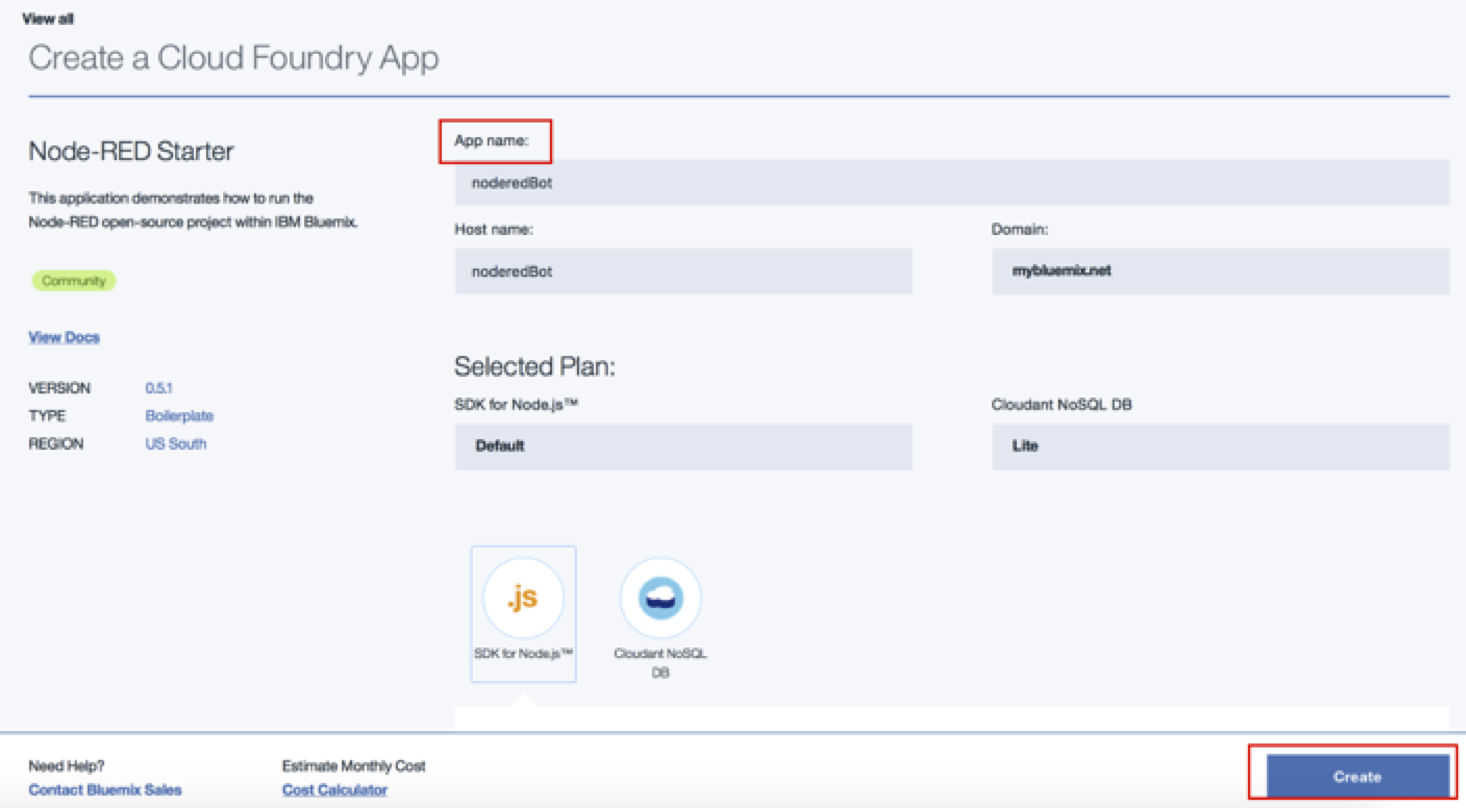 View all
Create a Cloud Foundry App
Node-RED Starter
This application demonstrates how to run the
Node-RED open-source project within IBM Bluemix.
Community
View Docs
VERSION 0.5.1
TYPE Boilerplate
REGION US South
App name:
noderedBot
Host name:
noderedBot
Domain:
mybluemix.net
Selected Plan:
SDK for Node.js™
Default
Cloudant NoSQL DB
Lite
.js
SDK for Node.js™
Cloudant NoSQL
DB
Need Help?
Contact Bluemix Sales
Estimate Monthly Cost
Cost Calculator
Create